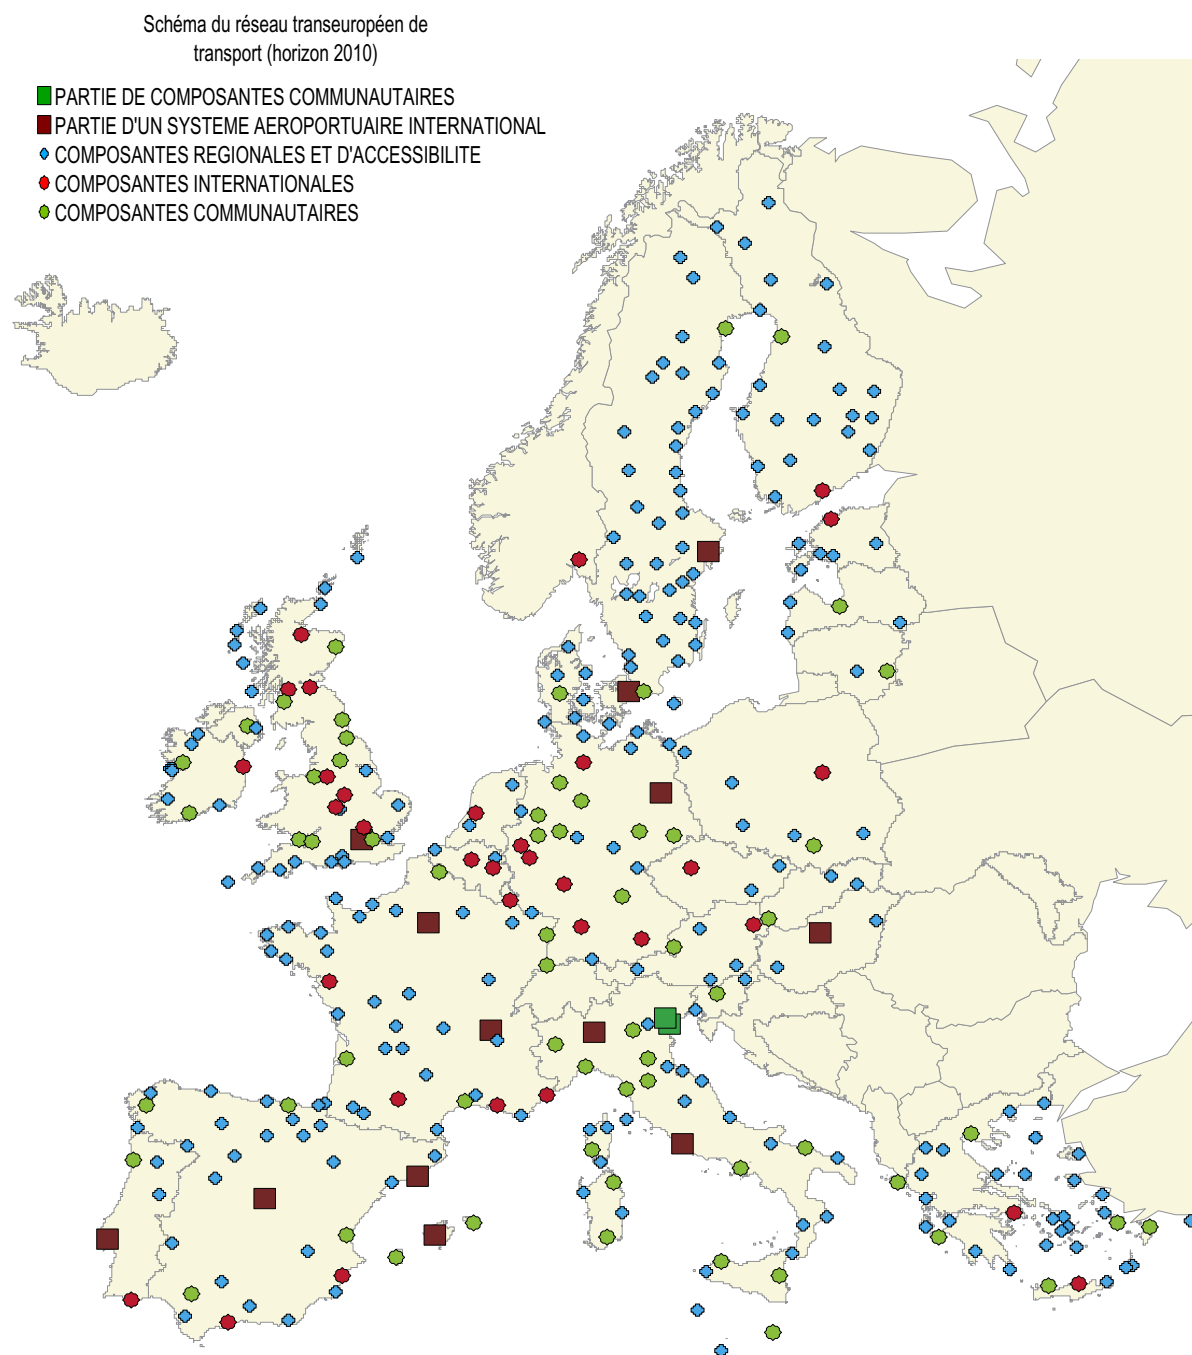 Schéma du réseau transeuropéen de
transport (horizon 2010)
PARTIE DE COMPOSANTES COMMUNAUTAIRES
PARTIE D'UN SYSTEME AEROPORTUAIRE INTERNATIONAL
COMPOSANTES REGIONALES ET D'ACCESSIBILITE
COMPOSANTES INTERNATIONALES
COMPOSANTES COMMUNAUTAIRES